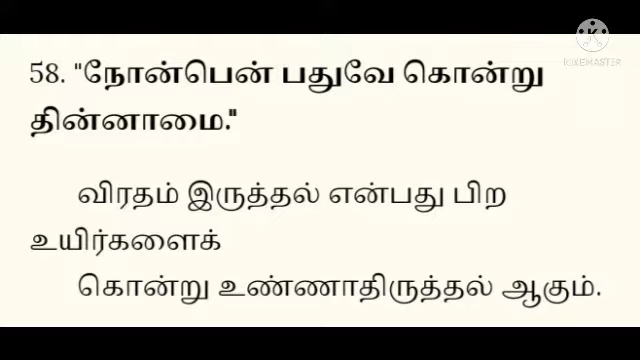 58. "நோன்பென் பதுவே கொன்று
தின்னாமை."
விரதம் இருத்தல் என்பது பிற
உயிர்களைக்
கொன்று உண்ணாதிருத்தல் ஆகும்.
KINEMASTER